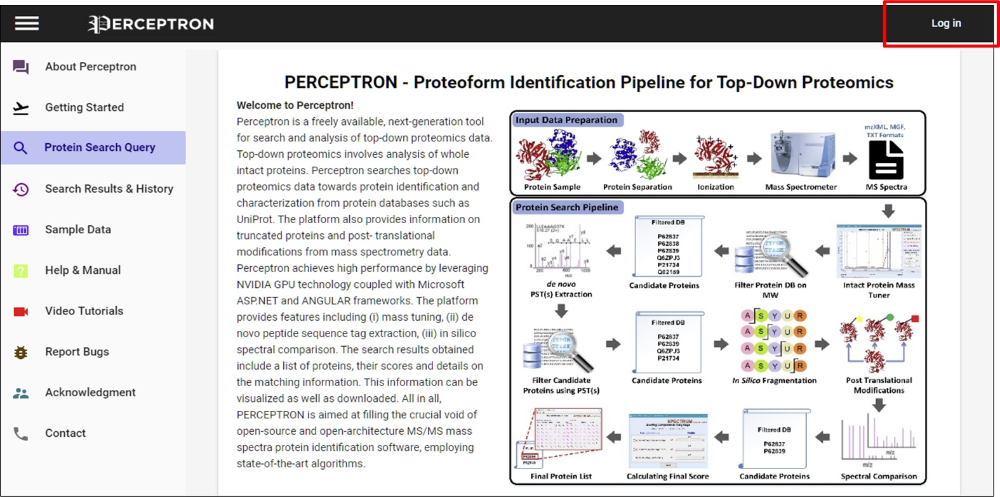 PERCEPTRON
Log in
About Perceptron
Getting Started
Protein Search Query
Search Results & History
Sample Data
Help & Manual
Video Tutorials
Report Bugs
Acknowledgment
Contact
PERCEPTRON - Proteoform Identification Pipeline for Top-Down Proteomics
Welcome to Perceptron!
Perceptron is a freely available, next-generation tool
for search and analysis of top-down proteomics data.
Top-down proteomics involves analysis of whole
intact proteins. Perceptron searches top-down
proteomics data towards protein identification and
characterization from protein databases such as
UniProt. The platform also provides information on
truncated proteins and post- translational
modifications from mass spectrometry data.
Perceptron achieves high performance by leveraging
NVIDIA GPU technology coupled with Microsoft
ASP.NET and ANGULAR frameworks. The platform
provides features including (i) mass tuning, (ii) de
novo peptide sequence tag extraction, (iii) in silico
spectral comparison. The search results obtained
include a list of proteins, their scores and details on
the matching information. This information can be
visualized as well as downloaded. All in all,
PERCEPTRON is aimed at filling the crucial void of
open-source and open-architecture MS/MS mass
spectra protein identification software, employing
state-of-the-art algorithms.
Input Data Preparation
mzXML, MGF,
TXT Formats
Protein Sample
Protein Separation
Ionization
Mass Spectrometer
MS Spectra
Protein Search Pipeline
LLEAAAGSTK
516.27 (2+)
200
100
0
200
600
1000
m/z
de novo
PST(s) Extraction
Filtered DB
P62837
P62838
P62839
Q6ZPJ3
P21734
Q02159
Candidate Proteins
Filter Protein DB on
MW
SPECTRUM
Intact Protein Mass
Tuner
Filter Candidate
Proteins using PST(s)
Filtered DB
P62837
P62839
Q6ZPJ3
P21734
Candidate Proteins
A S Y U R
A S Y U R
A S Y U R
A S Y U R
In Silico Fragmentation
Post Translational
Modifications
SPECTRUM
Final Protein List
SPECTRUM
Calculating Final Score
Filtered DB
P62837
P62839
Candidate Proteins
m/z
m/z
Spectral Comparison